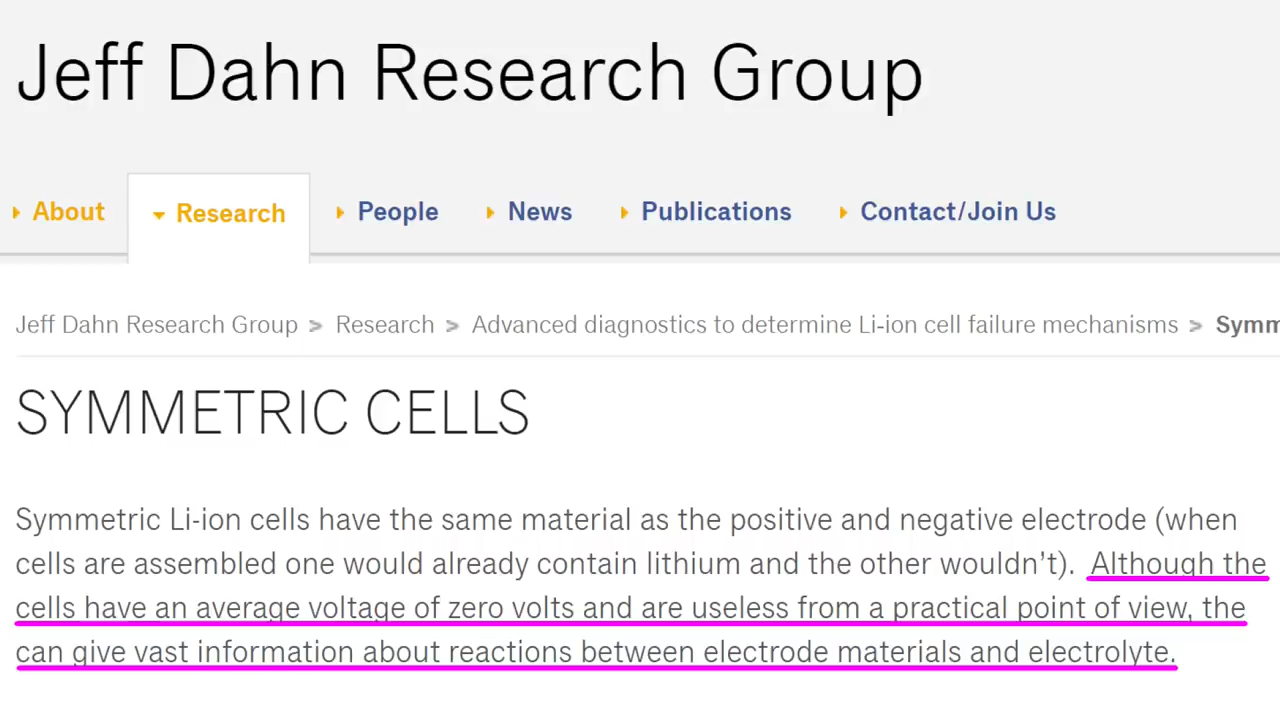 Jeff Dahn Research Group
About Research People News Publications Contact/Join Us
Jeff Dahn Research Group > Research > Advanced diagnostics to determine Li-ion cell failure mechanisms >
SYMMETRIC CELLS
Symmetric Li-ion cells have the same material as the positive and negative electrode (when
cells are assembled one would already contain lithium and the other wouldn't). Although the
cells have an average voltage of zero volts and are useless from a practical point of view, the
can give vast information about reactions between electrode materials and electrolyte.